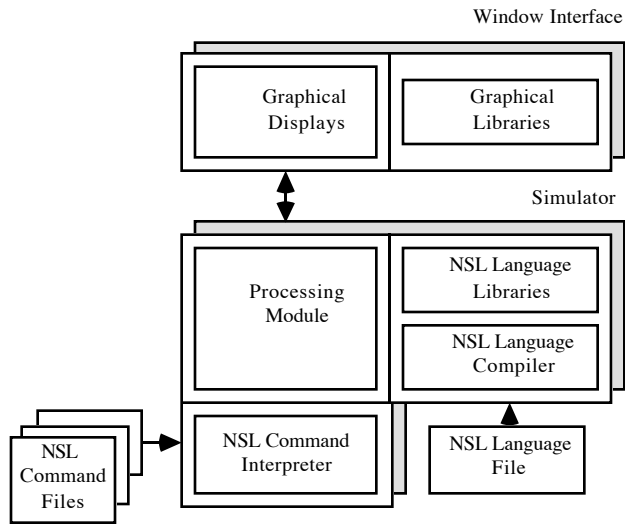 Window Interface
Graphical
Displays
Graphical
Libraries
Simulator
Processing
Module
NSL Language
Libraries
NSL Language
Compiler
NSL
Command
Files
NSL Command
Interpreter
NSL Language
File